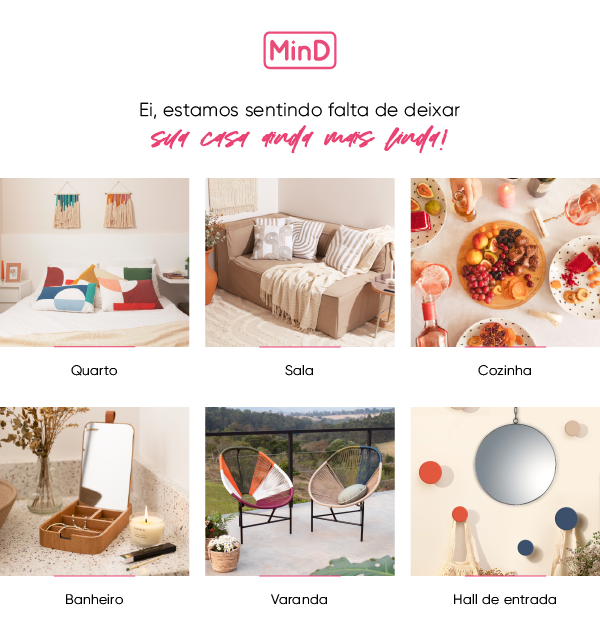 MinD
Ei, estamos sentindo falta de deixar
sua casa ainda mais linda!
Quarto
Sala
Cozinha
Banheiro
Varanda
Hall de entrada